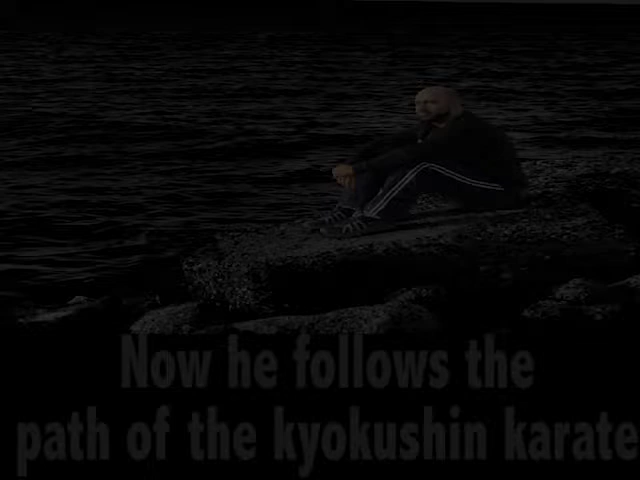 Now he follows the
path of the kyokushin karate